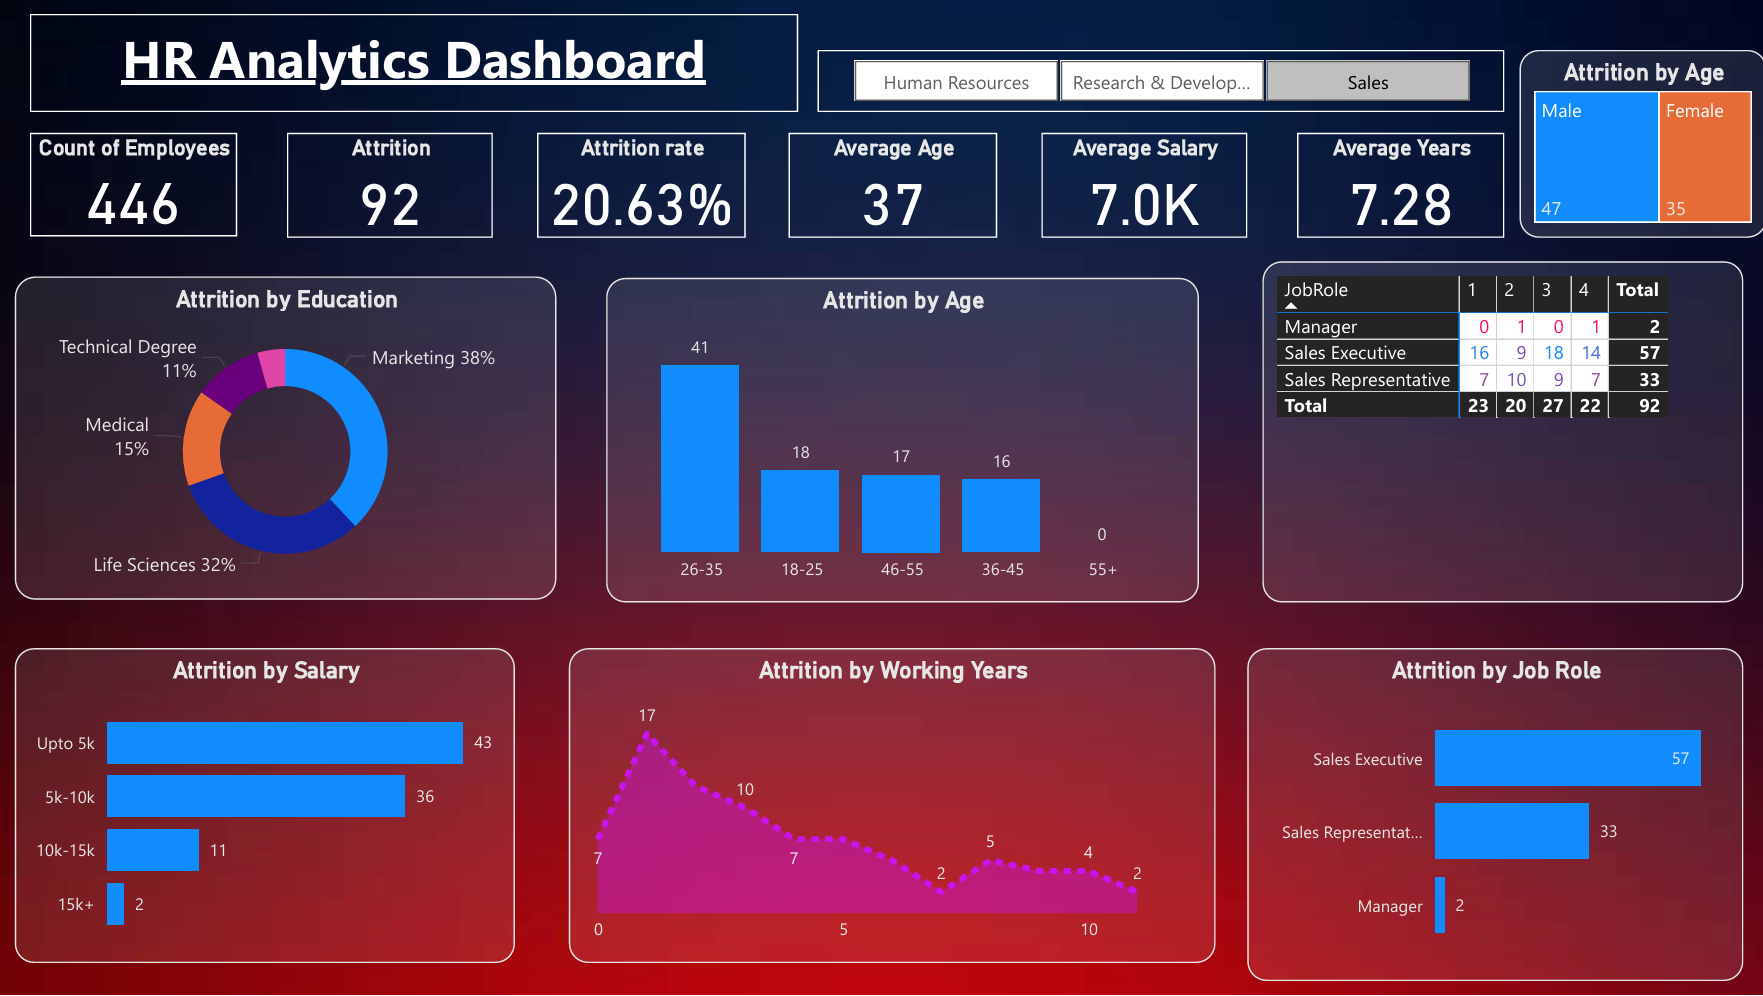 HR Analytics Dashboard
Human Resources
Research & Develop...
Sales
Attrition by Age
Male
Female
47
35
Count of Employees
446
Attrition
92
Attrition rate
20.63%
Average Age
37
Average Salary
7.0K
Average Years
7.28
Attrition by Education
Technical Degree
11%
Marketing 38%
Medical
15%
Life Sciences 32%
Attrition by Age
41
18
17
16
0
26-35
18-25
46-55
36-45
55+
JobRole 1 2 3 4 Total
Manager 0 1 0 1 2
Sales Executive 16 9 18 14 57
Sales Representative 7 10 9 7 33
Total 23 20 27 22 92
Attrition by Salary
Upto 5k 43
5k-10k 36
10k-15k 11
15k+ 2
Attrition by Working Years
17
10
7
7
2
5
4
2
0
5
10
Attrition by Job Role
Sales Executive 57
Sales Representat... 33
Manager 2